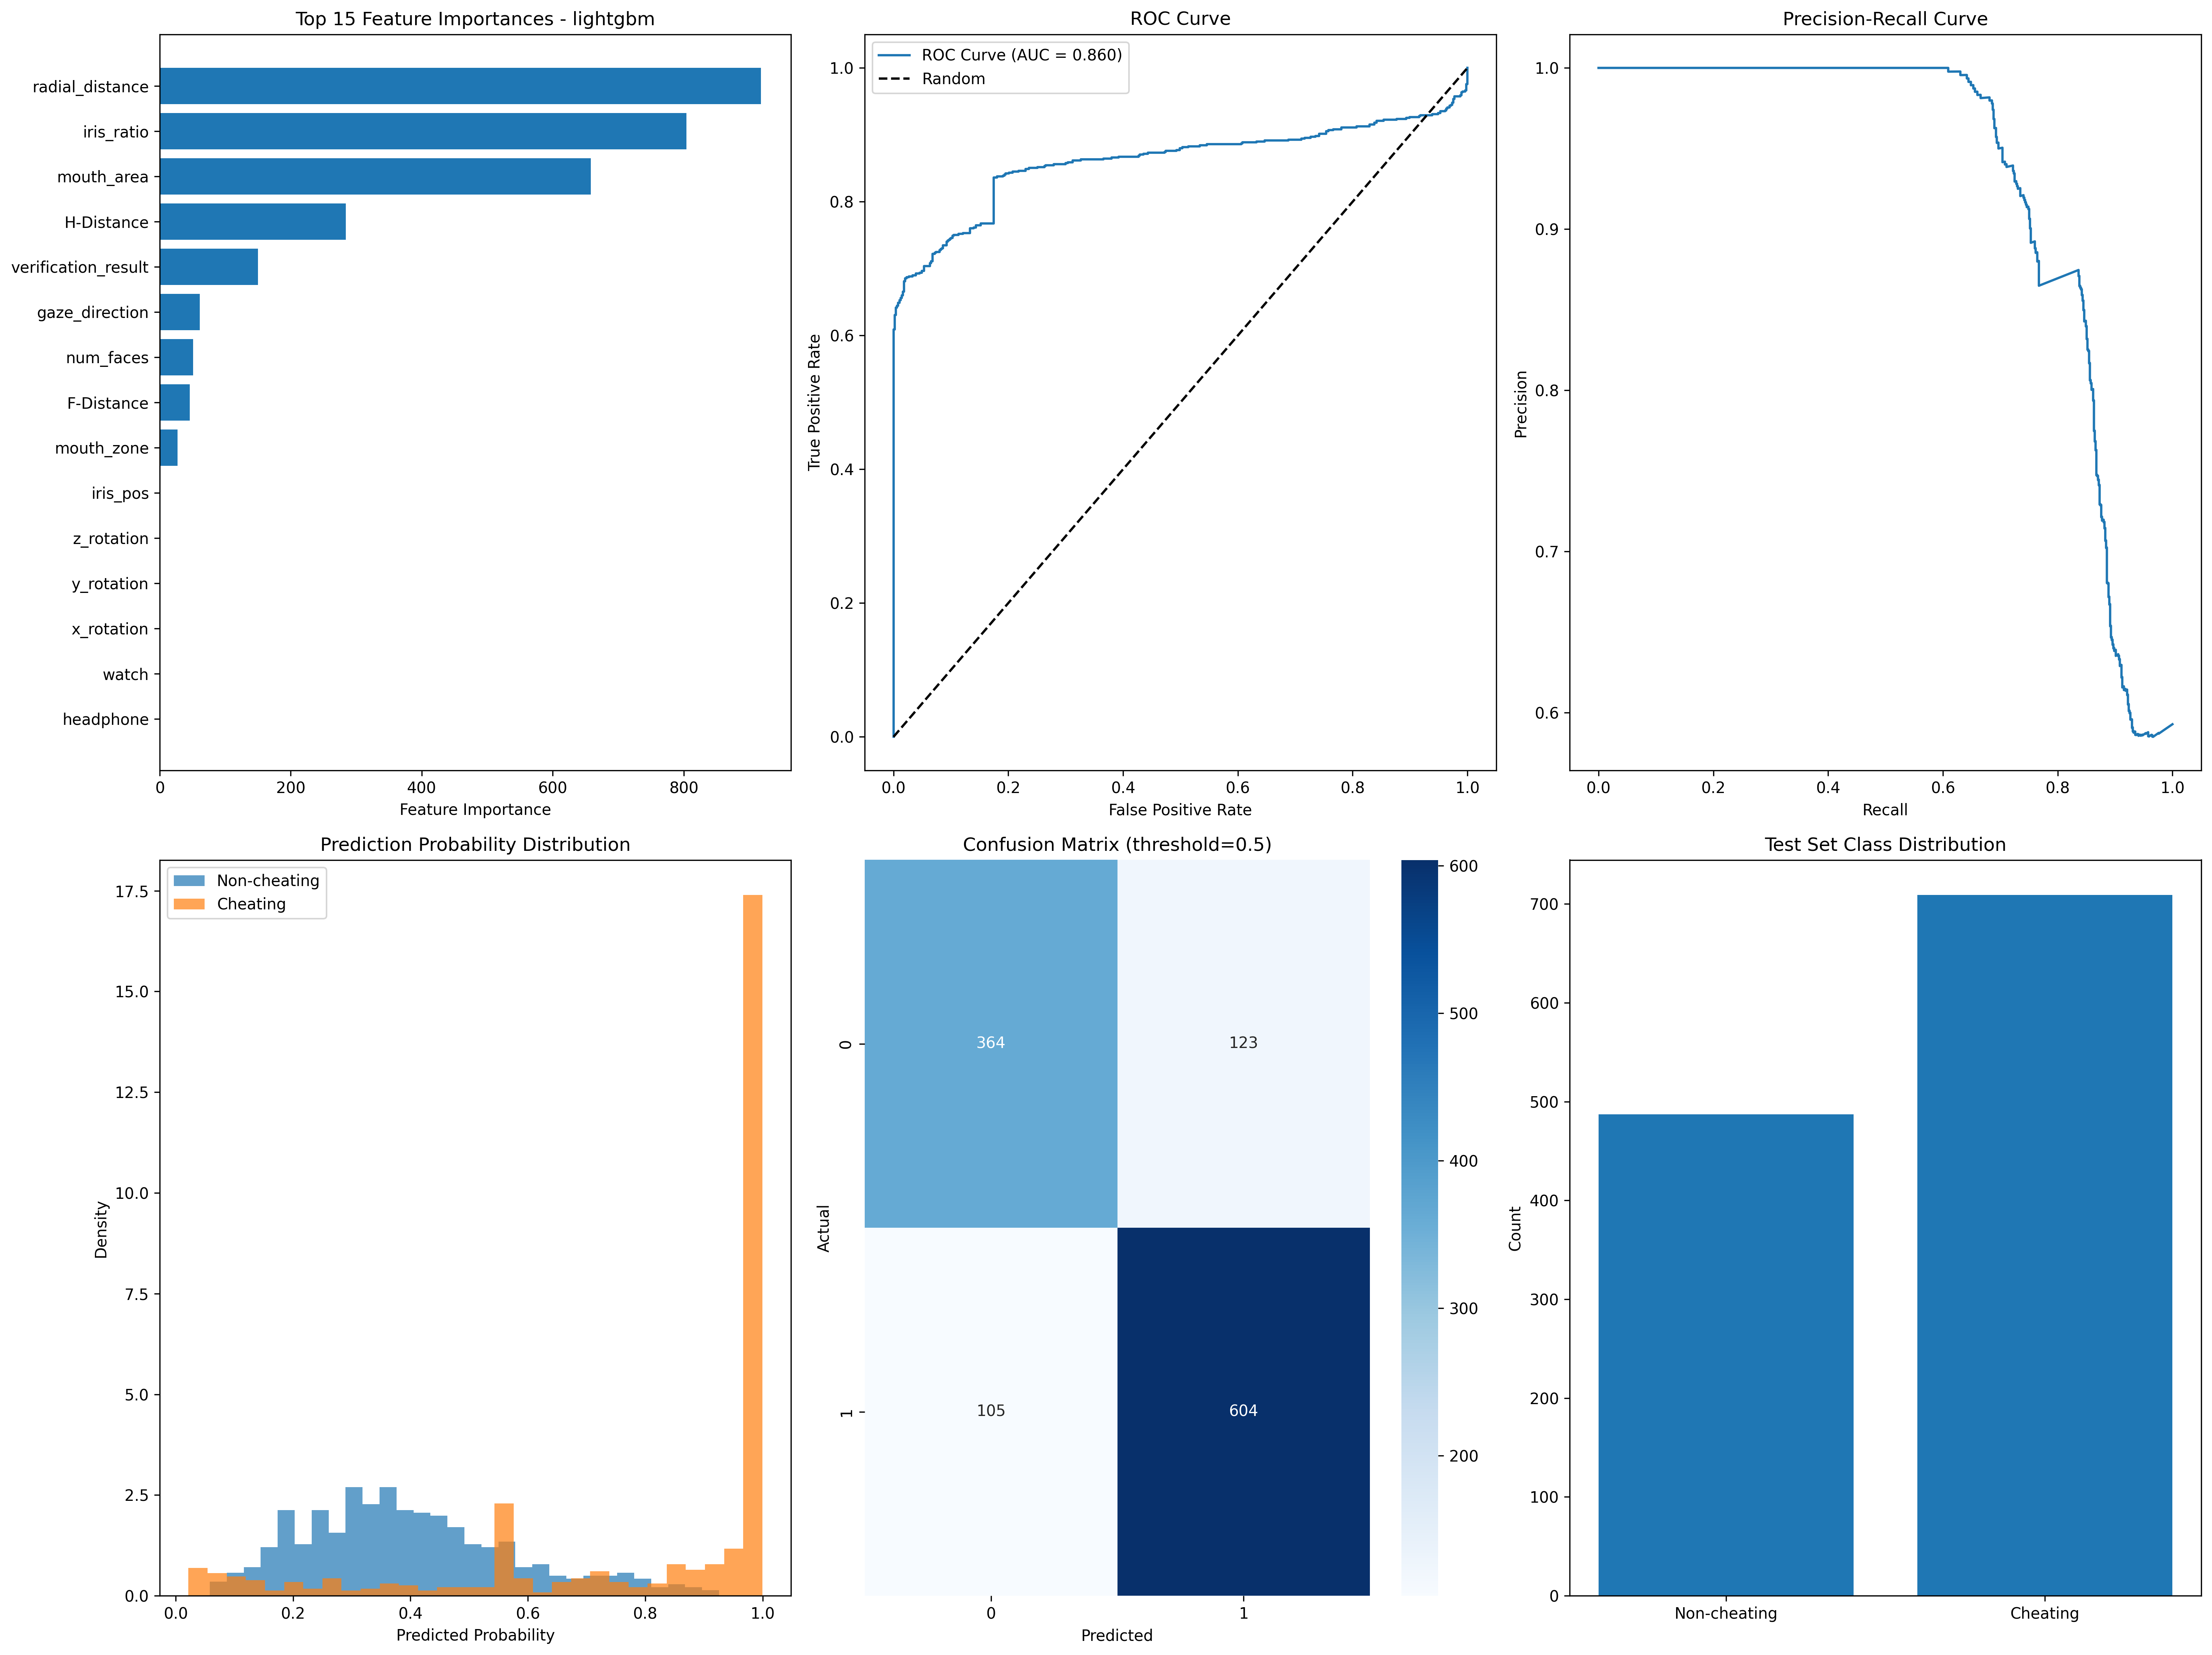 Top 15 Feature Importances - lightgbm
radial_distance
iris_ratio
mouth_area
H-Distance
verification_result
gaze_direction
num_faces
F-Distance
mouth_zone
iris_pos
z_rotation
y_rotation
x_rotation
watch
headphone
0 200 400 600 800
Feature Importance
ROC Curve
ROC Curve (AUC = 0.860)
Random
True Positive Rate
1.0
0.8
0.6
0.4
0.2
0.0
0.0 0.2 0.4 0.6 0.8 1.0
False Positive Rate
Precision-Recall Curve
Precision
1.0
0.9
0.8
0.7
0.6
0.0 0.2 0.4 0.6 0.8 1.0
Recall
Prediction Probability Distribution
Non-cheating
Cheating
Density
17.5
15.0
12.5
10.0
7.5
5.0
2.5
0.0
0.0 0.2 0.4 0.6 0.8 1.0
Predicted Probability
Confusion Matrix (threshold=0.5)
Actual
0
364 123
1
105 604
0 1
Predicted
600
500
400
300
200
Test Set Class Distribution
Count
700
600
500
400
300
200
100
0
Non-cheating Cheating